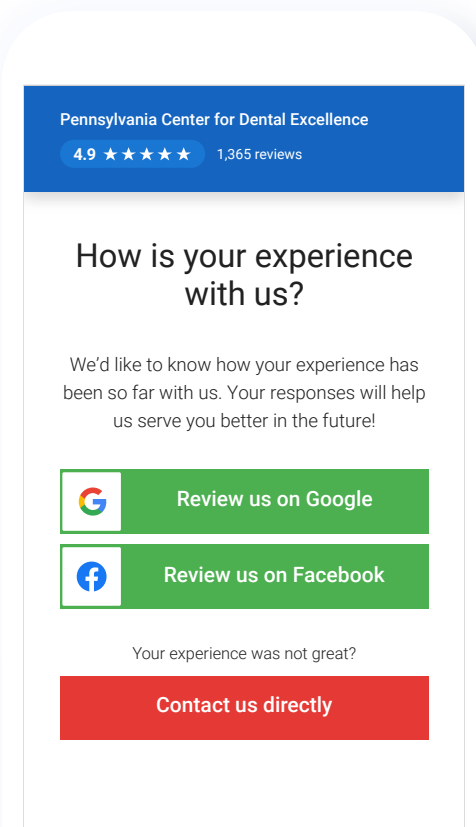 Pennsylvania Center for Dental Excellence
4.9 ★★★★★ 1,365 reviews
How is your experience
with us?
We’d like to know how your experience has
been so far with us. Your responses will help
us serve you better in the future!
Review us on Google
Review us on Facebook
Your experience was not great?
Contact us directly